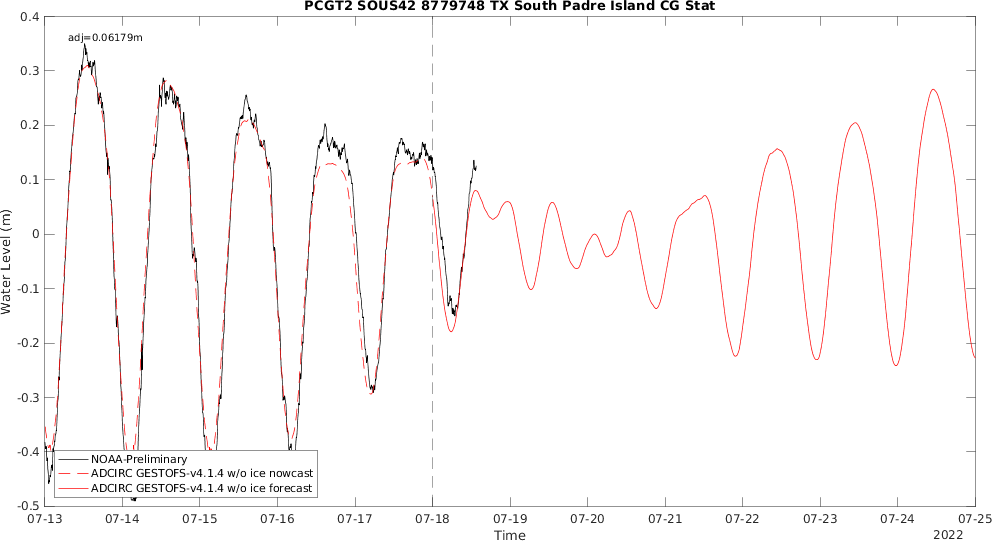 PCGT2 SOUS42 8779748 TX South Padre Island CG Stat
adj=0.06179m
0.4
0.3
0.2
0.1
0
-0.1
-0.2
-0.3
-0.4
-0.5
Water Level (m)
NOAA-Preliminary
ADCIRC GESTOFS-v4.1.4 w/o ice nowcast
ADCIRC GESTOFS-v4.1.4 w/o ice forecast
07-13 07-14 07-15 07-16 07-17 07-18 07-19 07-20 07-21 07-22 07-23 07-24 07-25
Time
2022